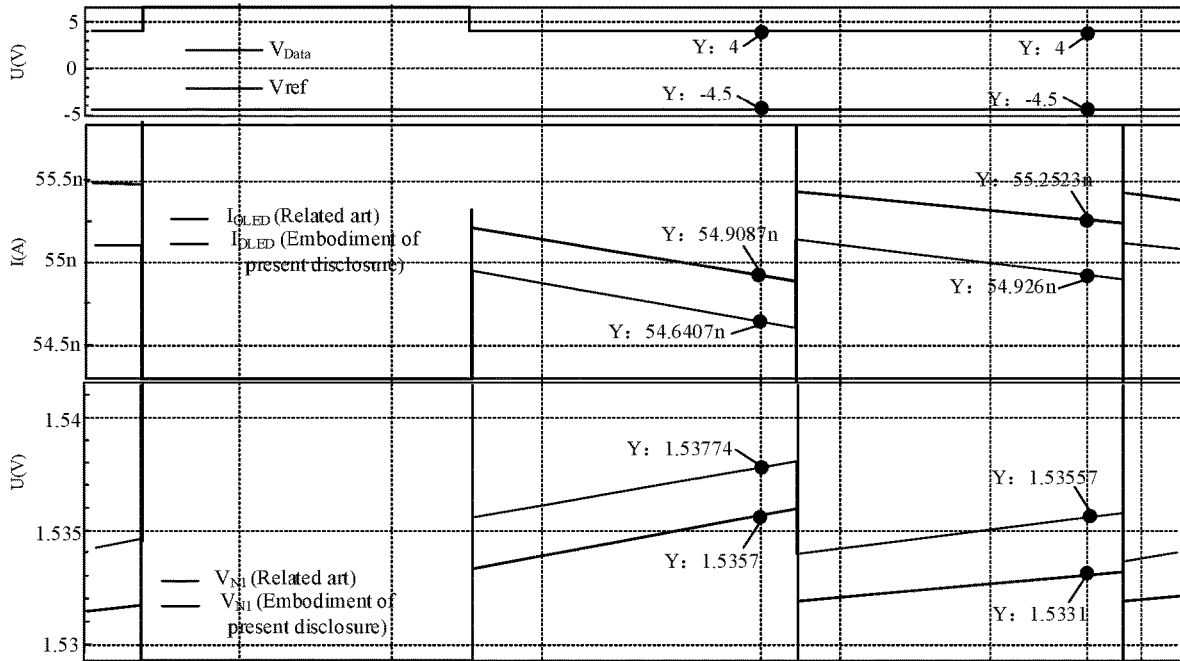 5
0
-5
U(V)
V_Data
Vref
Y: 4
Y: 4
Y: -4.5
Y: -4.5
55.5n
55n
54.5n
I(A)
I_OLED (Related art)
I_OLED (Embodiment of
present disclosure)
Y: 54.9087n
Y: 54.6407n
Y: 55.2523n
Y: 54.926n
1.54
1.535
1.53
U(V)
V_N1 (Related art)
V_N1 (Embodiment of
present disclosure)
Y: 1.53774
Y: 1.5357
Y: 1.53557
Y: 1.5331